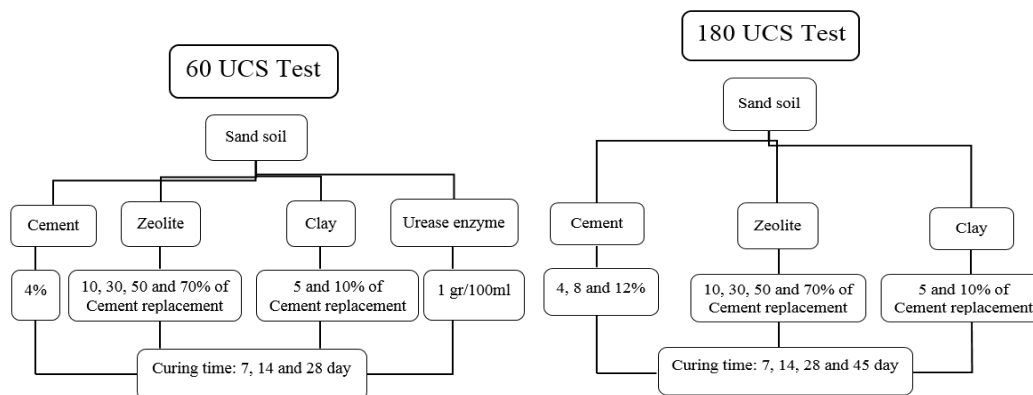 60 UCS Test
Sand soil
Cement
Zeolite
Clay
Urease enzyme
4%
10, 30, 50 and 70% of
Cement replacement
5 and 10% of
Cement replacement
1 gr/100ml
Curing time: 7, 14 and 28 day
180 UCS Test
Sand soil
Cement
Zeolite
Clay
4, 8 and 12%
10, 30, 50 and 70% of
Cement replacement
5 and 10% of
Cement replacement
Curing time: 7, 14, 28 and 45 day